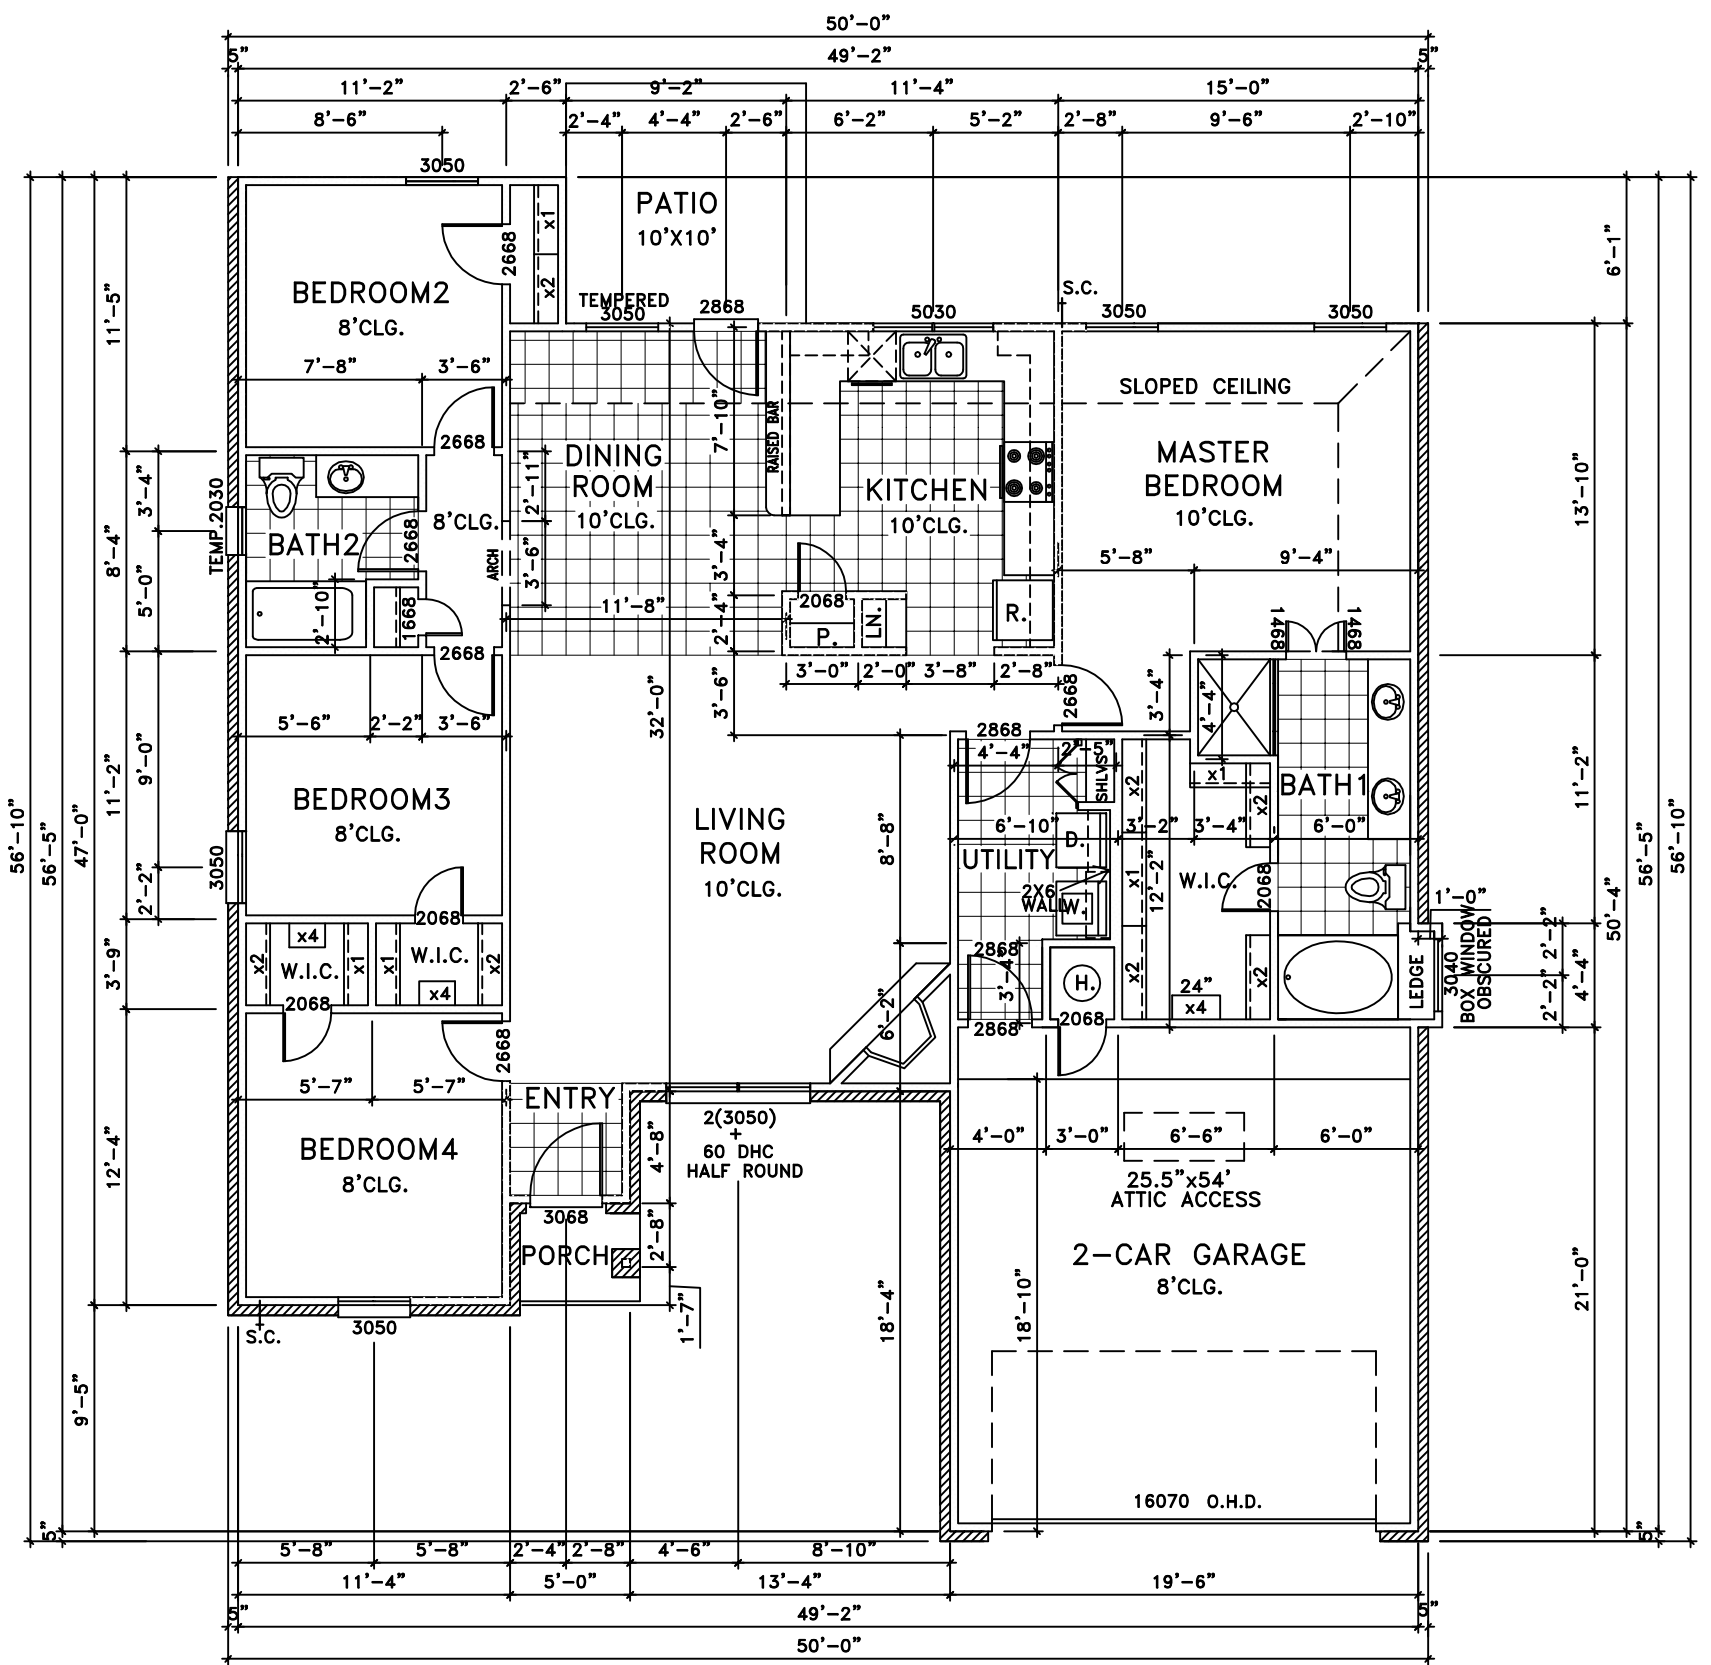 50'-0"
5" 49'-2" 5"
11'-2" 2'-6" 9'-2" 11'-4" 15'-0"
8'-6" 2'-4" 4'-4" 2'-6" 6'-2" 5'-2" 2'-8" 9'-6" 2'-10"
3050
PATIO
10'X10'
2668
x1
x2
6'-1"
BEDROOM2
8'CLG.
11'-5"
TEMPERED
3050
2868
5030
S.C.
3050
3050
7'-8" 3'-6"
SLOPED CEILING
RAISED BAR
7'-10"
2668
DINING
ROOM
10'CLG.
2'-11"
KITCHEN
10'CLG.
MASTER
BEDROOM
10'CLG.
13'-10"
3'-4"
8'-4"
5'-0"
TEMP.2030
BATH2
8'CLG.
2668
ARCH
3'-6"
3'-4"
5'-8" 9'-4"
2'-10"
1668
11'-8"
2'-4"
2068
P.
LN.
R.
1468
1468
2668
3'-0" 2'-0" 3'-8" 2'-8"
3'-6"
32'-0"
2668
3'-4"
4'-4"
5'-6" 2'-2" 3'-6"
2868
4'-4" 2'-5"
SHLVS
x2
x1
x2
BATH1
11'-2"
9'-0"
11'-2"
BEDROOM3
8'CLG.
LIVING
ROOM
10'CLG.
8'-8"
6'-10" 3'-2" 3'-4" 6'-0"
D.
UTILITY
2X6
WALL
W.
x1
12'-2"
W.I.C.
2068
56'-10"
56'-5"
47'-0"
3050
2'-2"
2068
50'-4"
56'-5"
56'-10"
1'-0"
3'-9"
x2
x4
W.I.C.
x1
x1
W.I.C.
x4
x2
2068
2868
3'-4"
H.
x2
24"
x4
x2
LEDGE
3040
BOX WINDOW
OBSCURED
2'-2"
2'-2"
4'-4"
6'-2"
2868
2068
2668
5'-7" 5'-7"
ENTRY
2(3050)
+
60 DHC
HALF ROUND
4'-8"
4'-0" 3'-0" 6'-6" 6'-0"
BEDROOM4
8'CLG.
12'-4"
25.5"x54'
ATTIC ACCESS
3068
PORCH
2'-8"
2-CAR GARAGE
8'CLG.
21'-0"
1'-7"
18'-4"
18'-10"
3050
S.C.
9'-5"
16070 O.H.D.
5"
5"
5'-8" 5'-8" 2'-4" 2'-8" 4'-6" 8'-10"
11'-4" 5'-0" 13'-4" 19'-6"
5" 49'-2" 5"
50'-0"